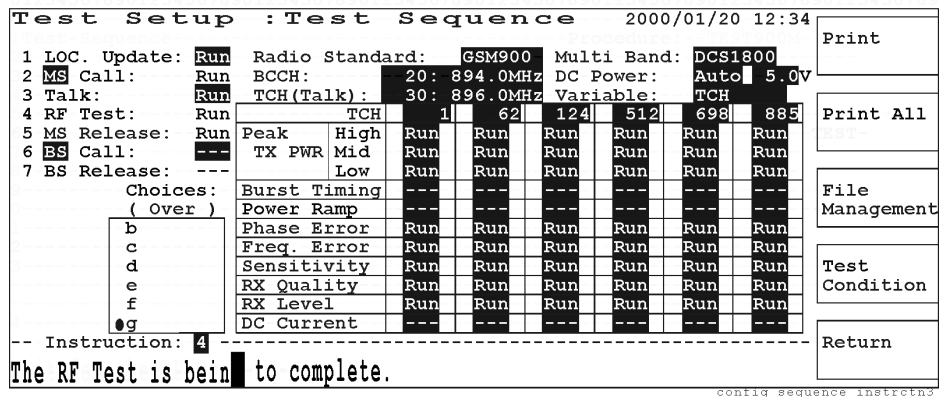 Test Setup :Test Sequence 2000/01/20 12:34
1 LOC. Update: Run Radio Standard: GSM900 Multi Band: DCS1800
2 MS Call: Run BCCH: 20: 894.0MHz DC Power: Auto 5.0V
3 Talk: Run TCH(Talk): 30: 896.0MHz Variable: TCH
4 RF Test: Run TCH 1 62 124 512 698 885
5 MS Release: Run Peak High Run Run Run Run Run Run
6 BS Call: --- TX PWR Mid Run Run Run Run Run Run
7 BS Release: --- Low Run Run Run Run Run Run
Choices: Burst Timing --- --- --- --- --- ---
( Over ) Power Ramp --- --- --- --- --- ---
b Phase Error Run Run Run Run Run Run
c Freq. Error Run Run Run Run Run Run
d Sensitivity Run Run Run Run Run Run
e RX Quality Run Run Run Run Run Run
f RX Level Run Run Run Run Run Run
g DC Current --- --- --- --- --- ---
-- Instruction: 4
The RF Test is bein to complete.
Print
Print All
File
Management
Test
Condition
Return
config sequence instrctn3